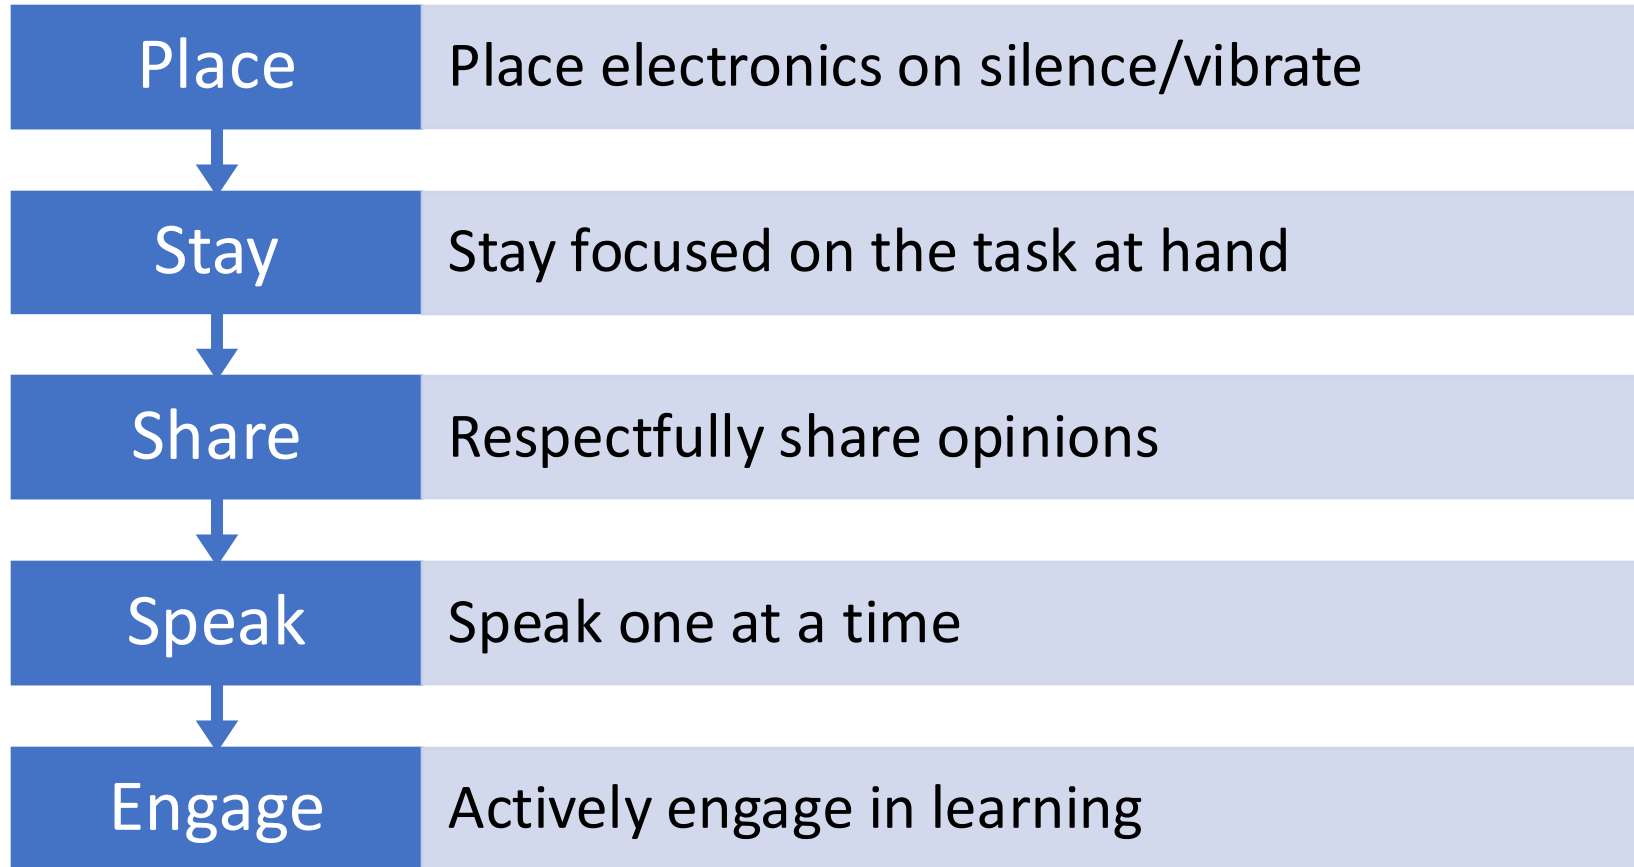 Place
Place electronics on silence/vibrate
Stay
Stay focused on the task at hand
Share
Respectfully share opinions
Speak
Speak one at a time
Engage
Actively engage in learning